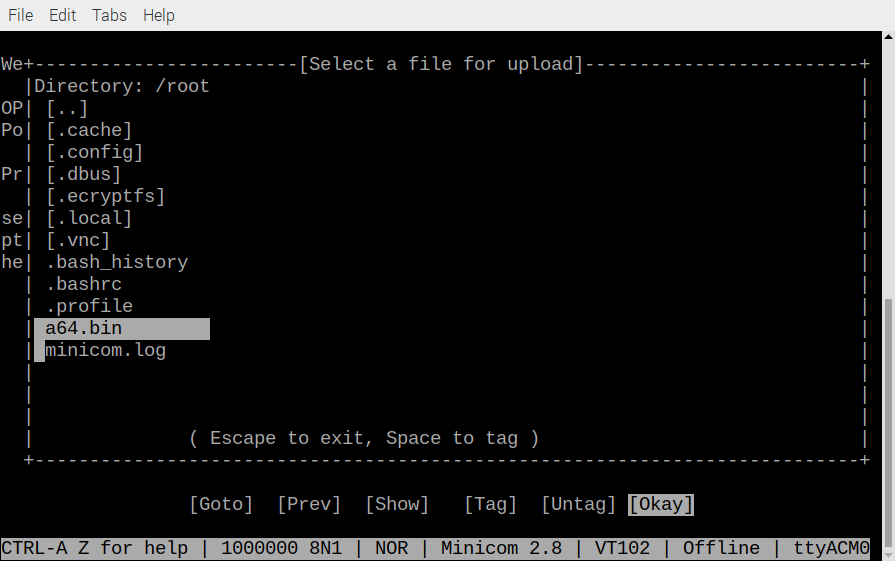 File Edit Tabs Help
We+------------------------[Select a file for upload]-------------------------+
|Directory: /root |
OP| [..] |
Po| [.cache] |
| [.config] |
Pr| [.dbus] |
| [.ecryptfs] |
se| [.local] |
pt| [.vnc] |
he| .bash_history |
| .bashrc |
| .profile |
| a64.bin |
| minicom.log |
| |
| |
| |
| ( Escape to exit, Space to tag ) |
+---------------------------------------------------------------------------+
[Goto] [Prev] [Show] [Tag] [Untag] [Okay]
CTRL-A Z for help | 1000000 8N1 | NOR | Minicom 2.8 | VT102 | Offline | ttyACM0